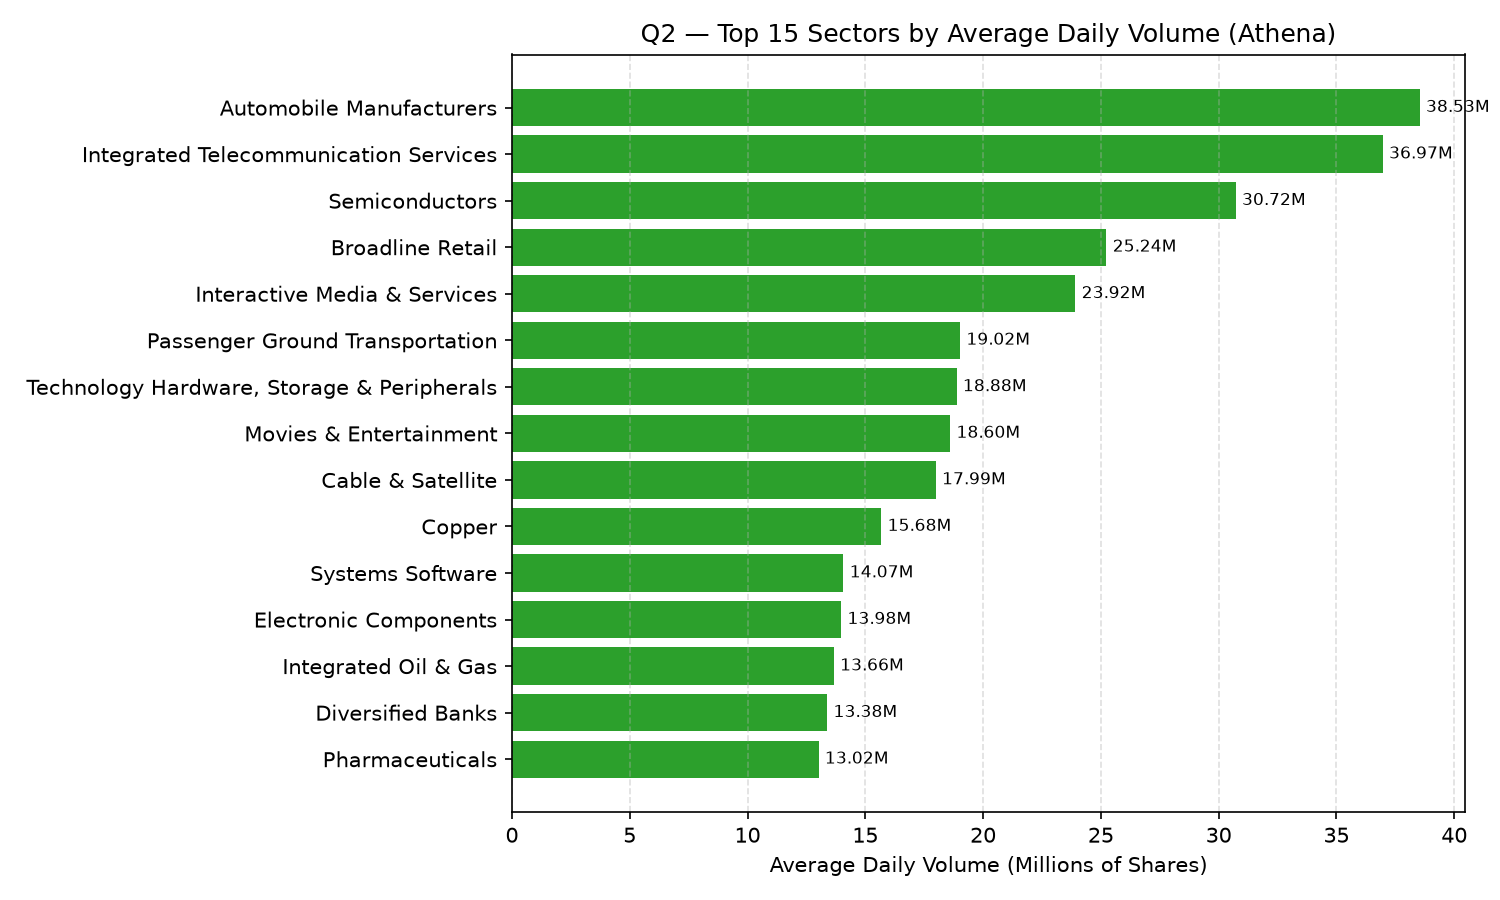 Q2 — Top 15 Sectors by Average Daily Volume (Athena)
Automobile Manufacturers 38.53M
Integrated Telecommunication Services 36.97M
Semiconductors 30.72M
Broadline Retail 25.24M
Interactive Media & Services 23.92M
Passenger Ground Transportation 19.02M
Technology Hardware, Storage & Peripherals 18.88M
Movies & Entertainment 18.60M
Cable & Satellite 17.99M
Copper 15.68M
Systems Software 14.07M
Electronic Components 13.98M
Integrated Oil & Gas 13.66M
Diversified Banks 13.38M
Pharmaceuticals 13.02M
0 5 10 15 20 25 30 35 40
Average Daily Volume (Millions of Shares)